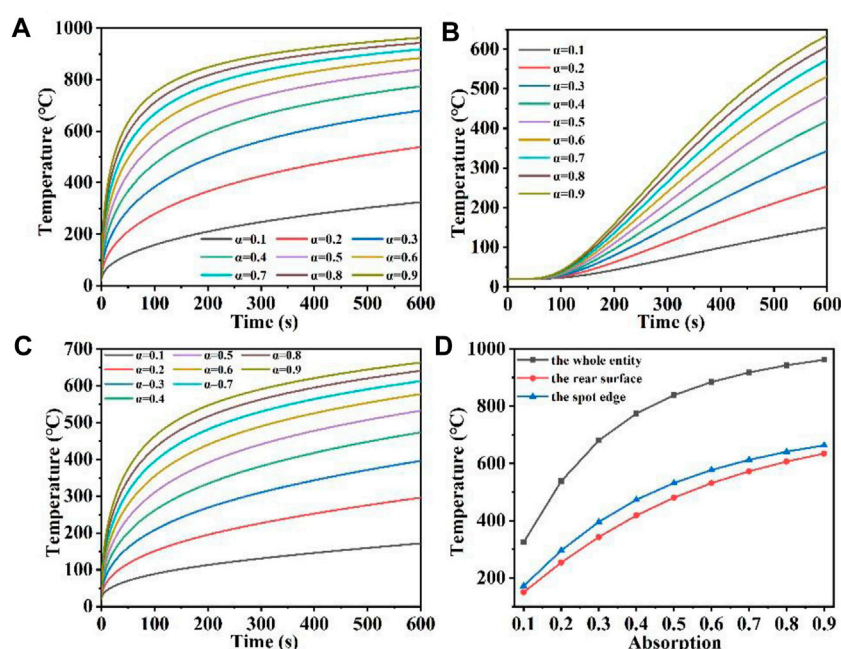 A
Temperature (°C)
1000
800
600
400
200
0
α=0.1 α=0.2 α=0.3
α=0.4 α=0.5 α=0.6
α=0.7 α=0.8 α=0.9
0 100 200 300 400 500 600
Time (s)
B
Temperature (°C)
600
500
400
300
200
100
0
α=0.1
α=0.2
α=0.3
α=0.4
α=0.5
α=0.6
α=0.7
α=0.8
α=0.9
0 100 200 300 400 500 600
Time (s)
C
Temperature (°C)
700
600
500
400
300
200
100
0
α=0.1 α=0.5 α=0.8
α=0.2 α=0.6 α=0.9
α=0.3 α=0.7
α=0.4
0 100 200 300 400 500 600
Time (s)
D
Temperature (°C)
1000
800
600
400
200
the whole entity
the rear surface
the spot edge
0.1 0.2 0.3 0.4 0.5 0.6 0.7 0.8 0.9
Absorption